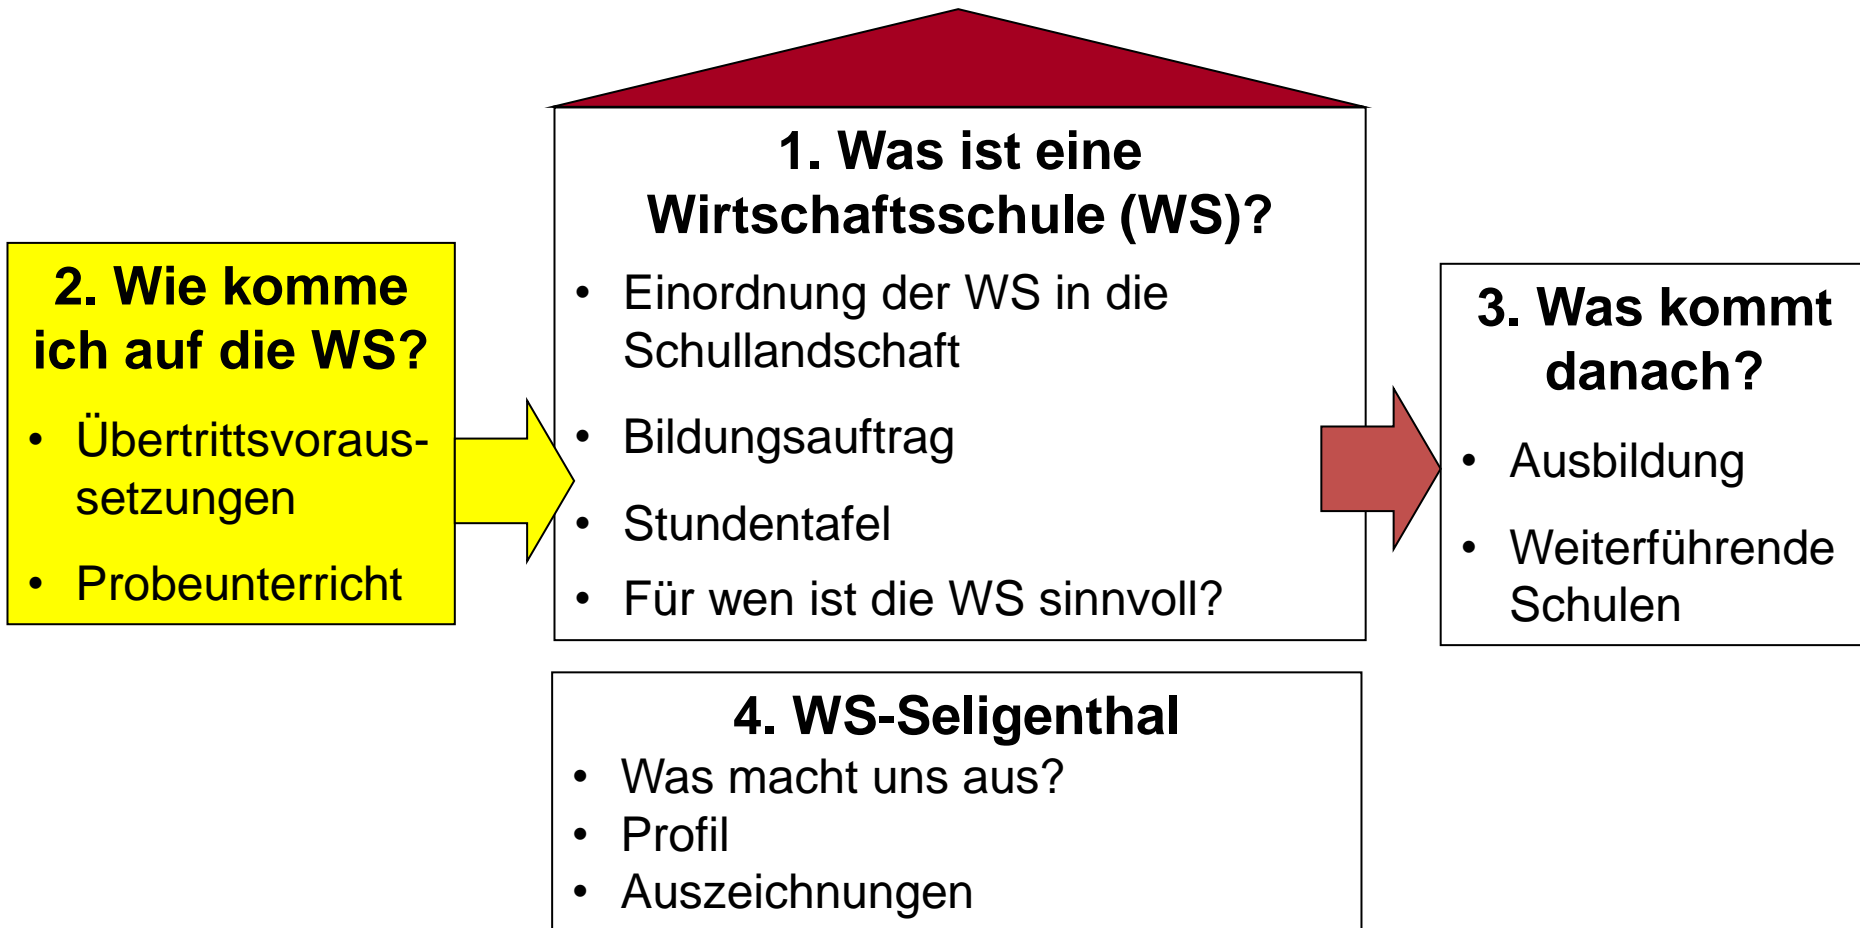 1. Was ist eine
Wirtschaftsschule (WS)?
• Einordnung der WS in die
Schullandschaft
• Bildungsauftrag
• Stundentafel
• Für wen ist die WS sinnvoll?
2. Wie komme
ich auf die WS?
• Übertrittsvoraus-
setzungen
• Probeunterricht
3. Was kommt
danach?
• Ausbildung
• Weiterführende
Schulen
4. WS-Seligenthal
• Was macht uns aus?
• Profil
• Auszeichnungen